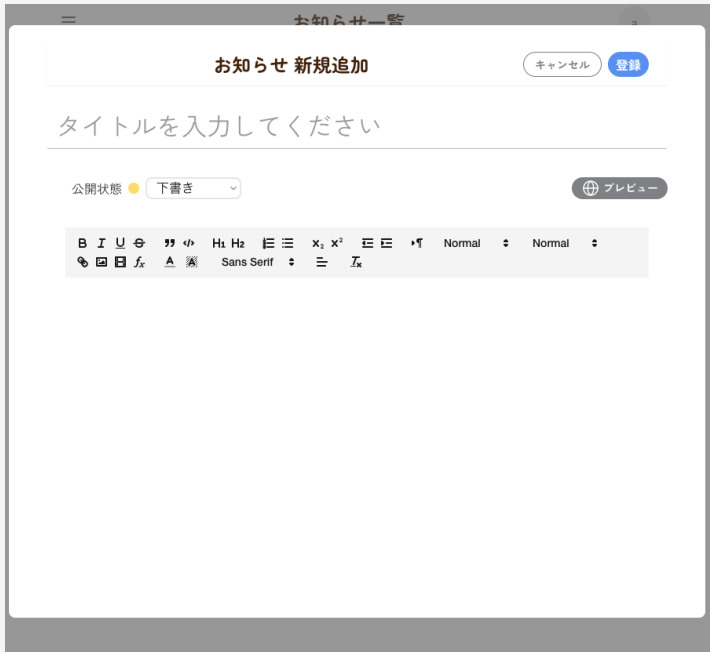 お知らせ一覧
a
お知らせ 新規追加
キャンセル
登録
タイトルを入力してください
公開状態
下書き
プレビュー
B I U S ” </> H1 H2 x₂ x² ¶ Normal Normal
fx A A Sans Serif Tx